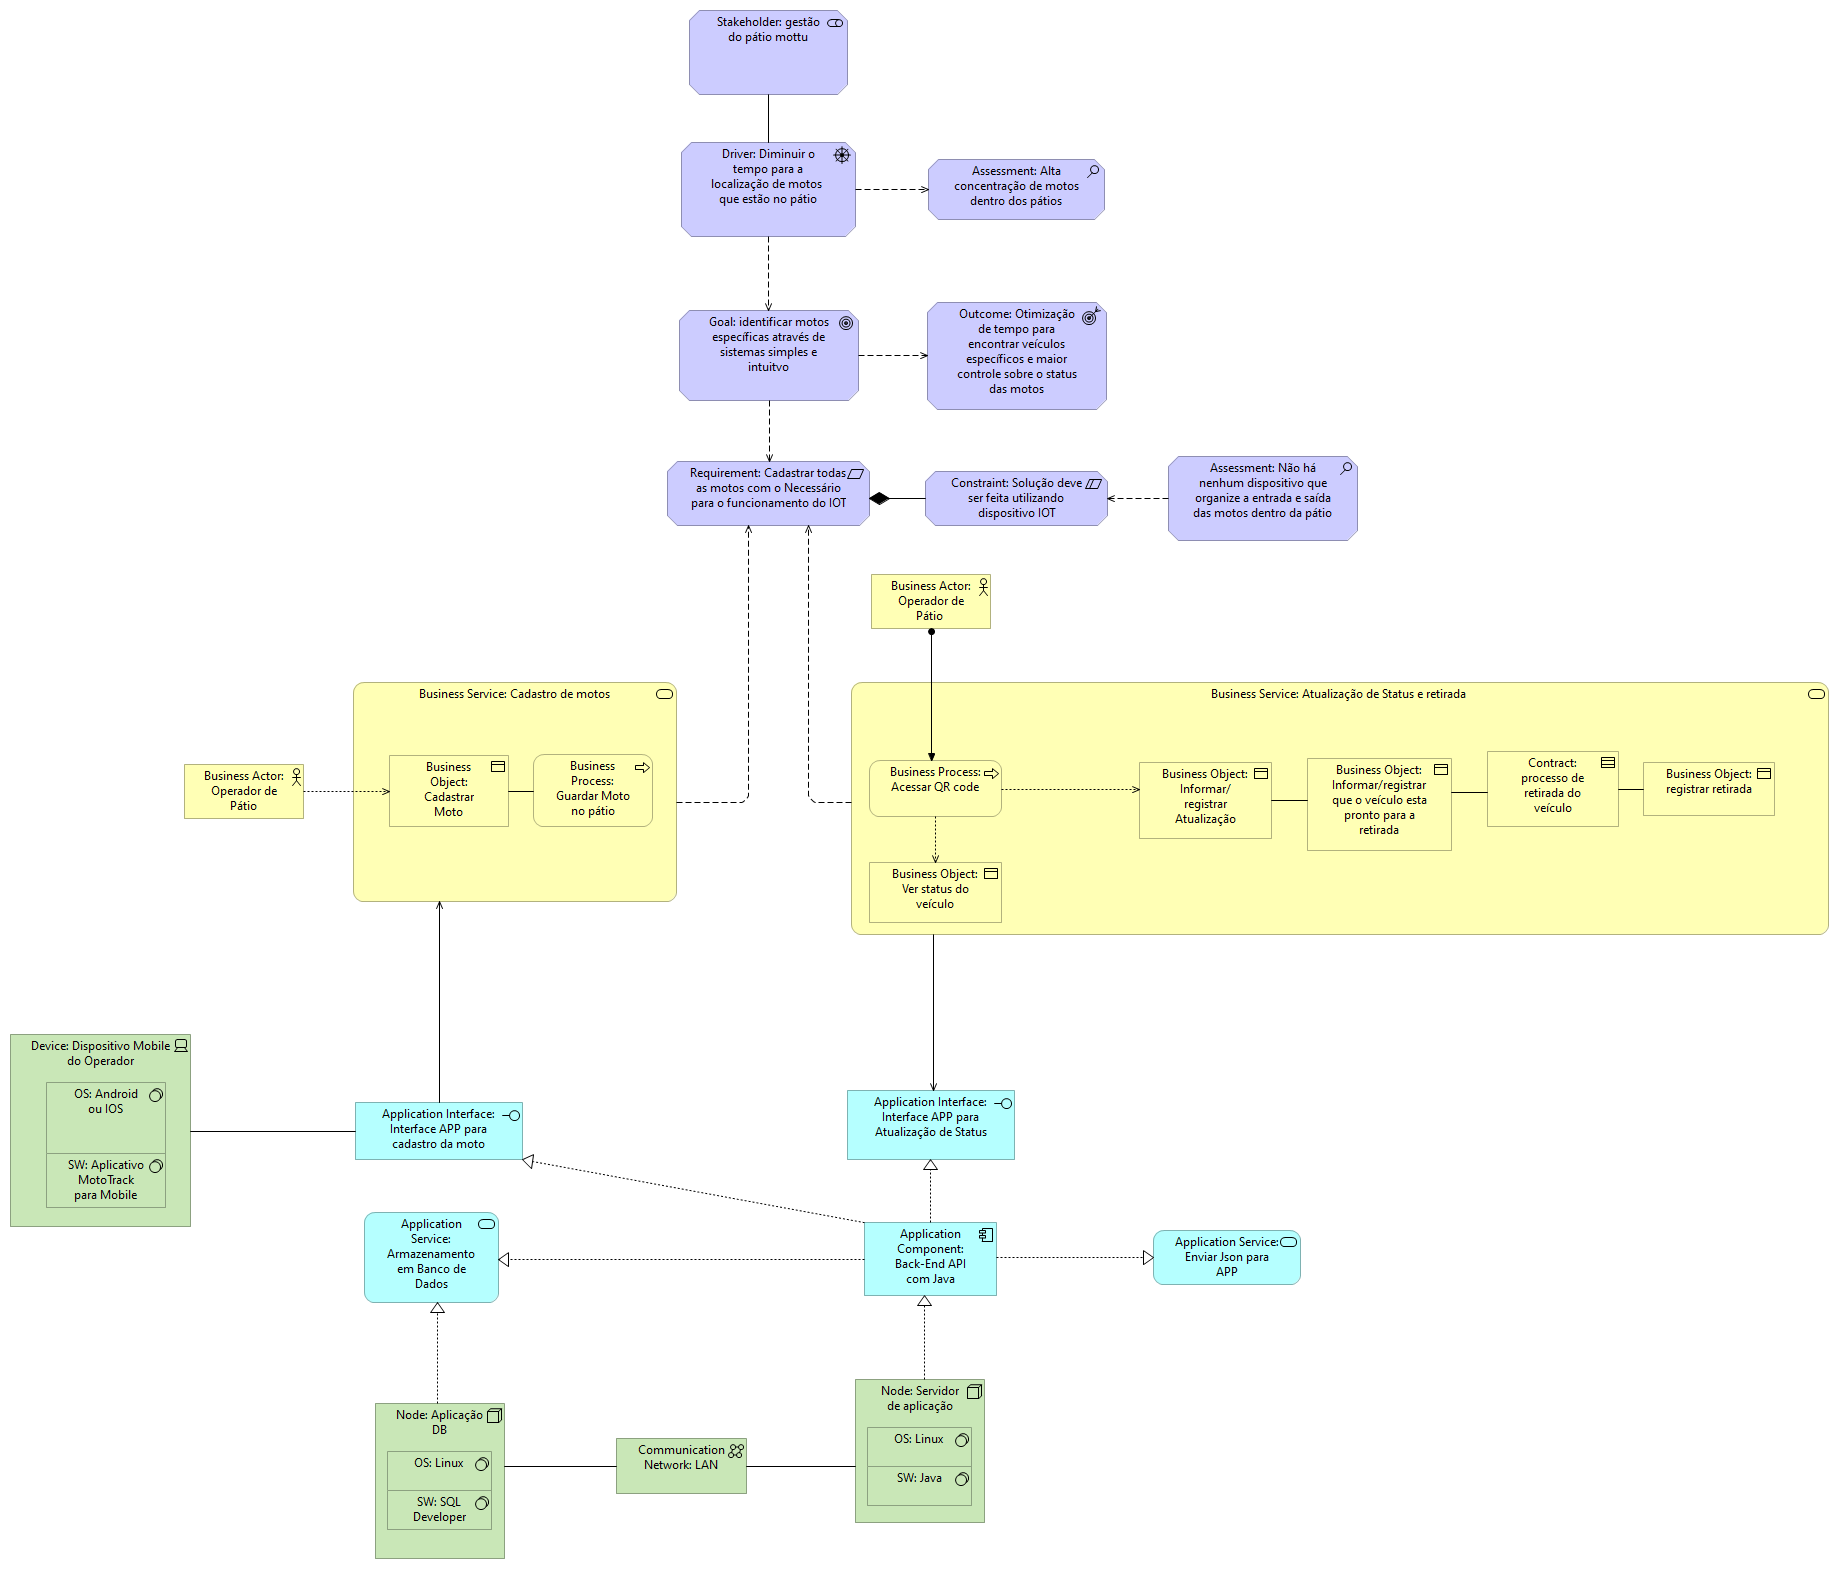 Stakeholder: gestão
do pátio mottu
Driver: Diminuir o
tempo para a
localização de motos
que estão no pátio
Assessment: Alta
concentração de motos
dentro dos pátios
Goal: identificar motos
específicas através de
sistemas simples e
intuitvo
Outcome: Otimização
de tempo para
encontrar veículos
específicos e maior
controle sobre o status
das motos
Requirement: Cadastrar todas
as motos com o Necessário
para o funcionamento do IOT
Constraint: Solução deve
ser feita utilizando
dispositivo IOT
Assessment: Não há
nenhum dispositivo que
organize a entrada e saída
das motos dentro da pátio
Business Actor:
Operador de
Pátio
Business Service: Cadastro de motos
Business Actor:
Operador de
Pátio
Business
Object:
Cadastrar
Moto
Business
Process:
Guardar Moto
no pátio
Business Service: Atualização de Status e retirada
Business Process:
Acessar QR code
Business Object:
Informar/
registrar
Atualização
Business Object:
Informar/registrar
que o veículo esta
pronto para a
retirada
Contract:
processo de
retirada do
veículo
Business Object:
registrar retirada
Business Object:
Ver status do
veículo
Device: Dispositivo Mobile
do Operador
OS: Android
ou IOS
SW: Aplicativo
MotoTrack
para Mobile
Application Interface:
Interface APP para
cadastro da moto
Application Interface:
Interface APP para
Atualização de Status
Application
Service:
Armazenamento
em Banco de
Dados
Application
Component:
Back-End API
com Java
Application Service:
Enviar Json para
APP
Node: Aplicação
DB
OS: Linux
SW: SQL
Developer
Communication
Network: LAN
Node: Servidor
de aplicação
OS: Linux
SW: Java